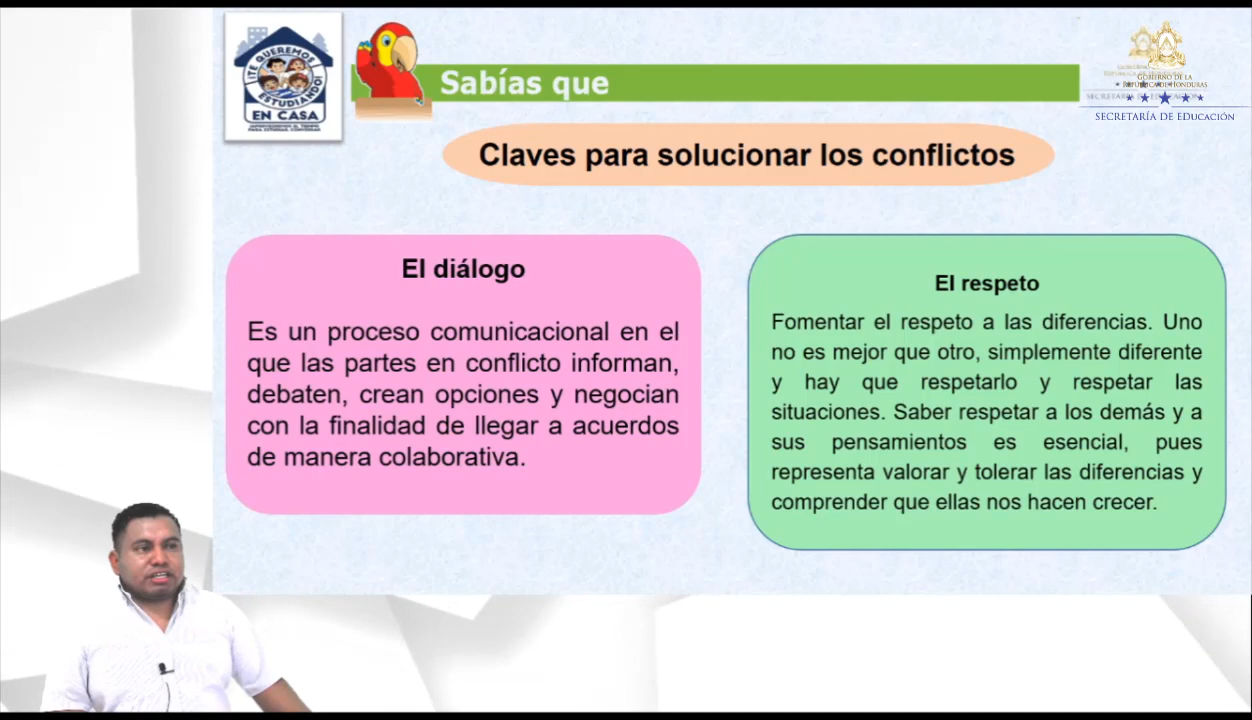 ¡TE QUEREMOS
ESTUDIANDO!
EN CASA
Sabías que
GOBIERNO DE LA
REPÚBLICA DE HONDURAS
SECRETARÍA DE EDUCACIÓN
Claves para solucionar los conflictos
El diálogo
Es un proceso comunicacional en el
que las partes en conflicto informan,
debaten, crean opciones y negocian
con la finalidad de llegar a acuerdos
de manera colaborativa.
El respeto
Fomentar el respeto a las diferencias. Uno
no es mejor que otro, simplemente diferente
y hay que respetarlo y respetar las
situaciones. Saber respetar a los demás y a
sus pensamientos es esencial, pues
representa valorar y tolerar las diferencias y
comprender que ellas nos hacen crecer.